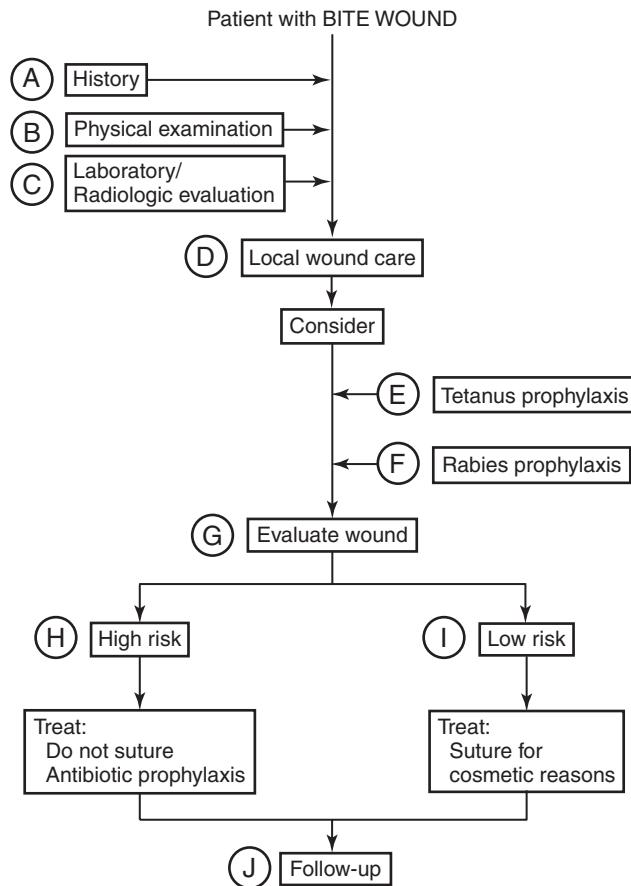 Patient with BITE WOUND
A
History
B
Physical examination
C
Laboratory/
Radiologic evaluation
D
Local wound care
Consider
E
Tetanus prophylaxis
F
Rabies prophylaxis
G
Evaluate wound
H
High risk
I
Low risk
Treat:
Do not suture
Antibiotic prophylaxis
Treat:
Suture for
cosmetic reasons
J
Follow-up